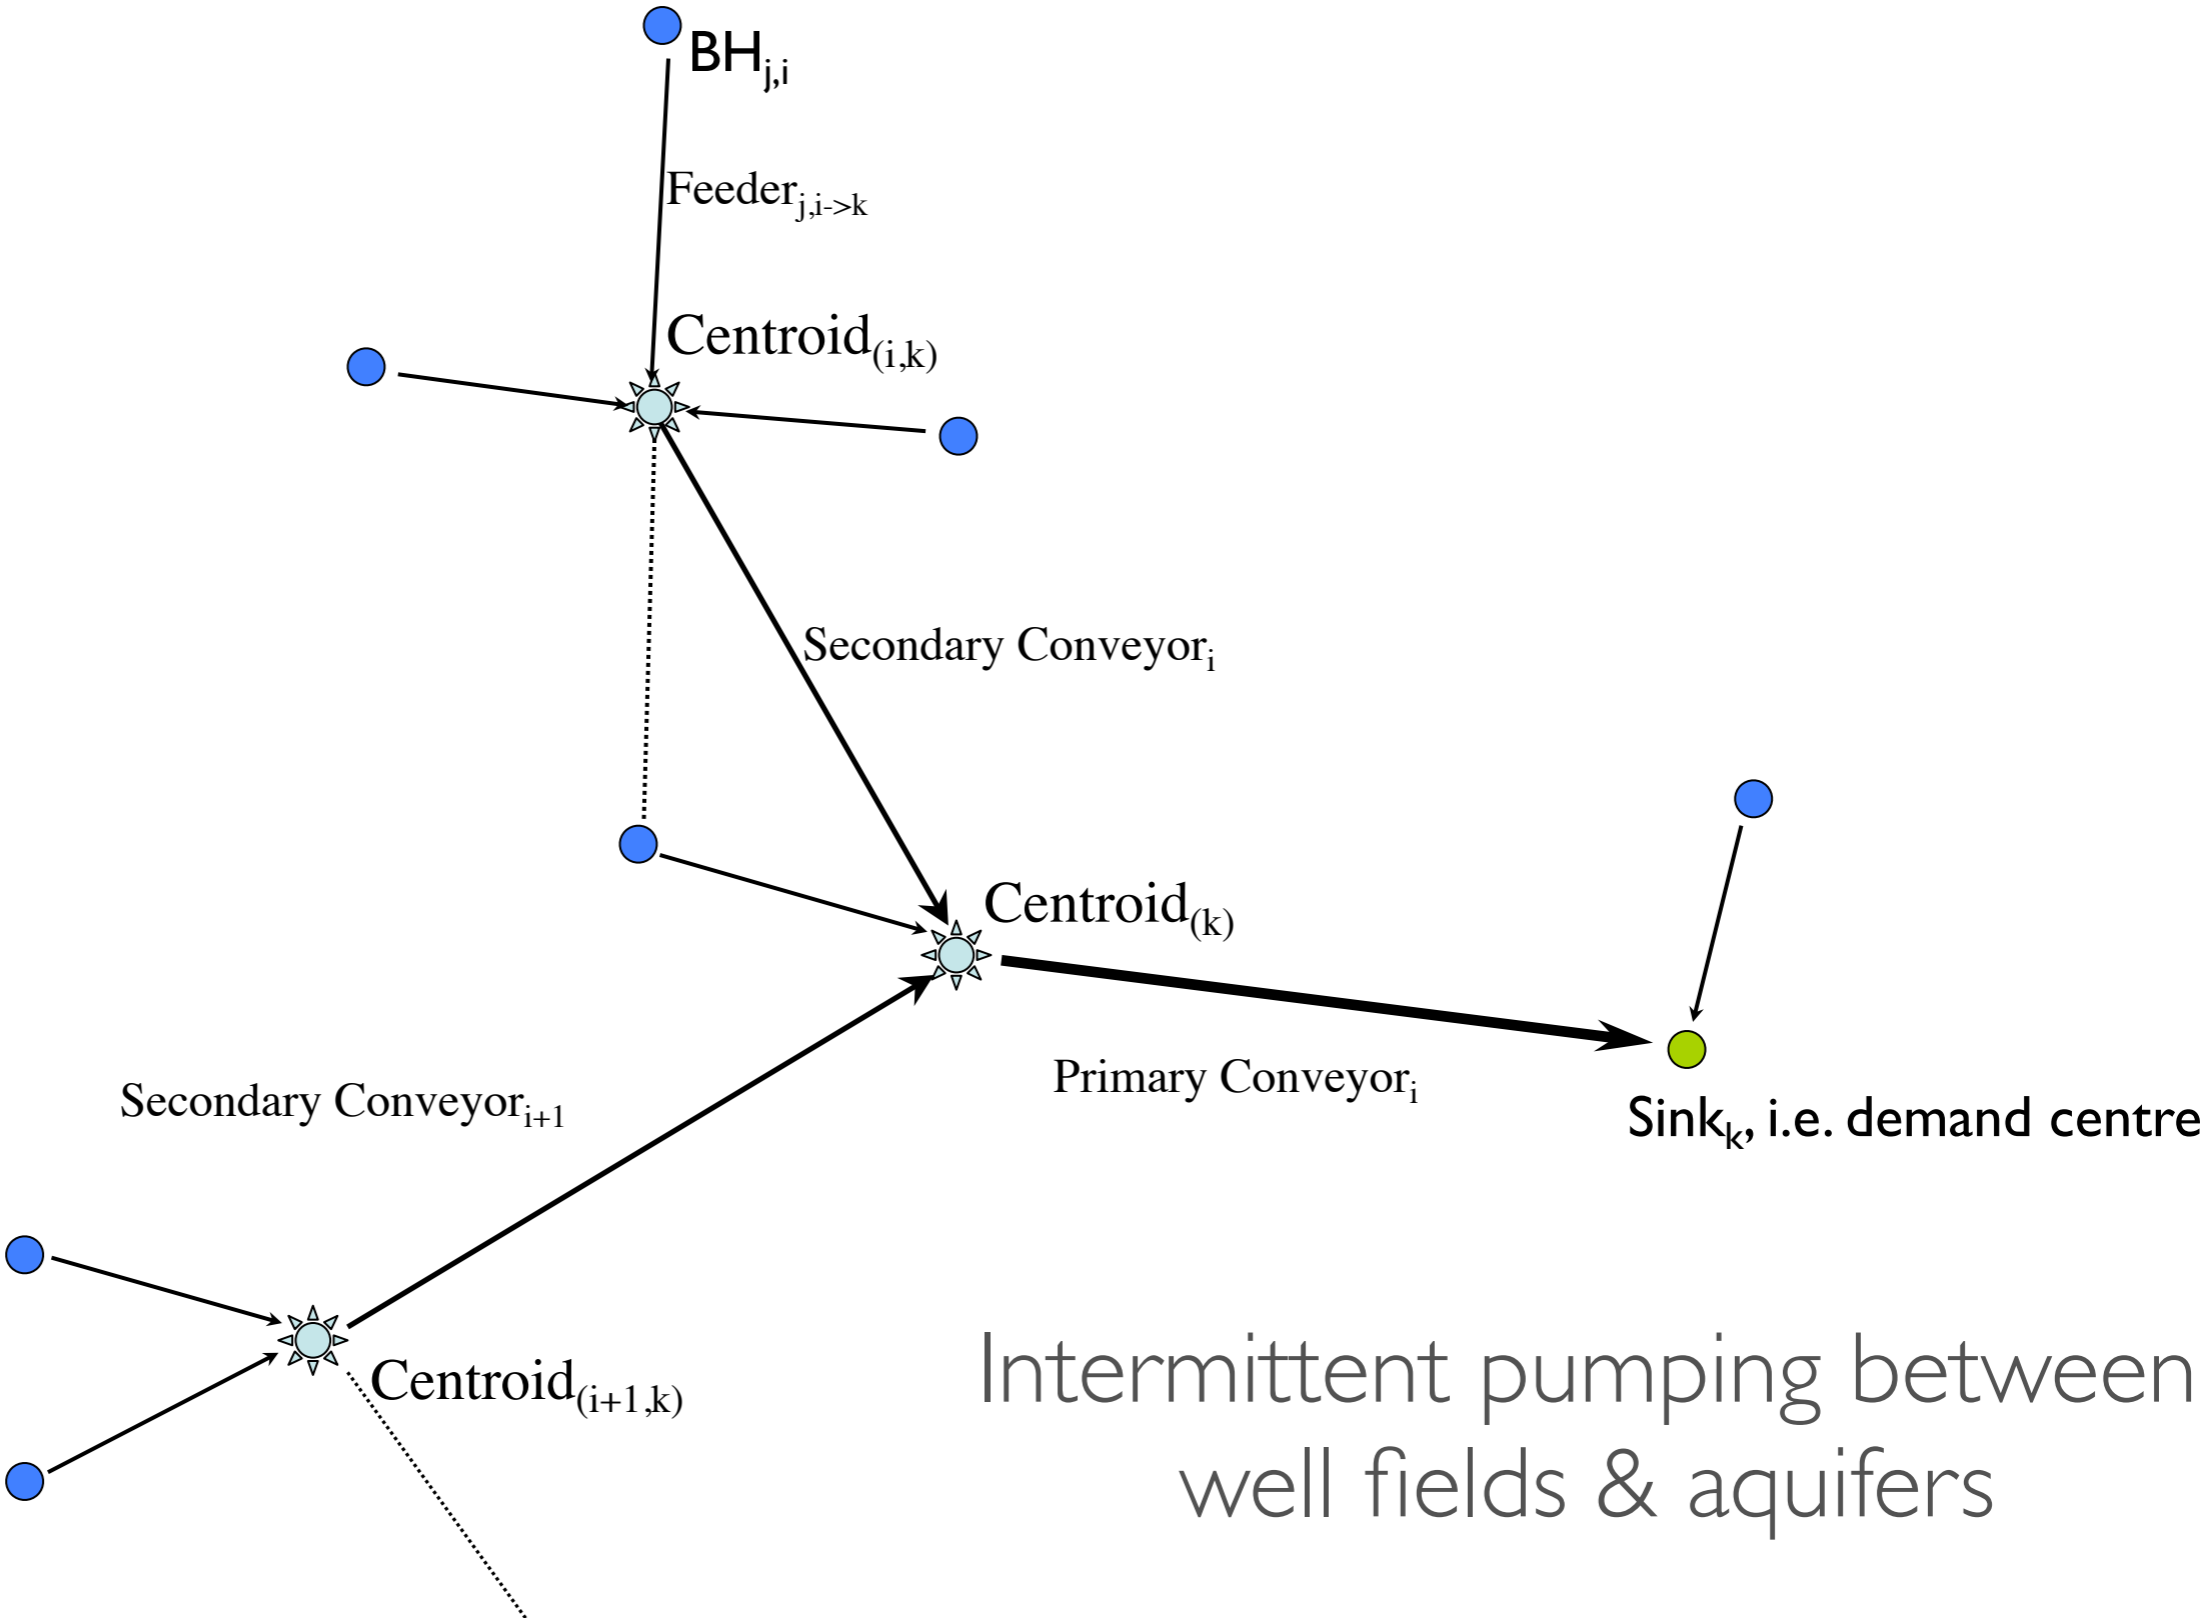 BHj,i
Feederj,i->k
Centroid(i,k)
Secondary Conveyori
Centroid(k)
Primary Conveyori
Secondary Conveyori+1
Sinkk, i.e. demand centre
Centroid(i+1,k)
Intermittent pumping between
well fields & aquifers